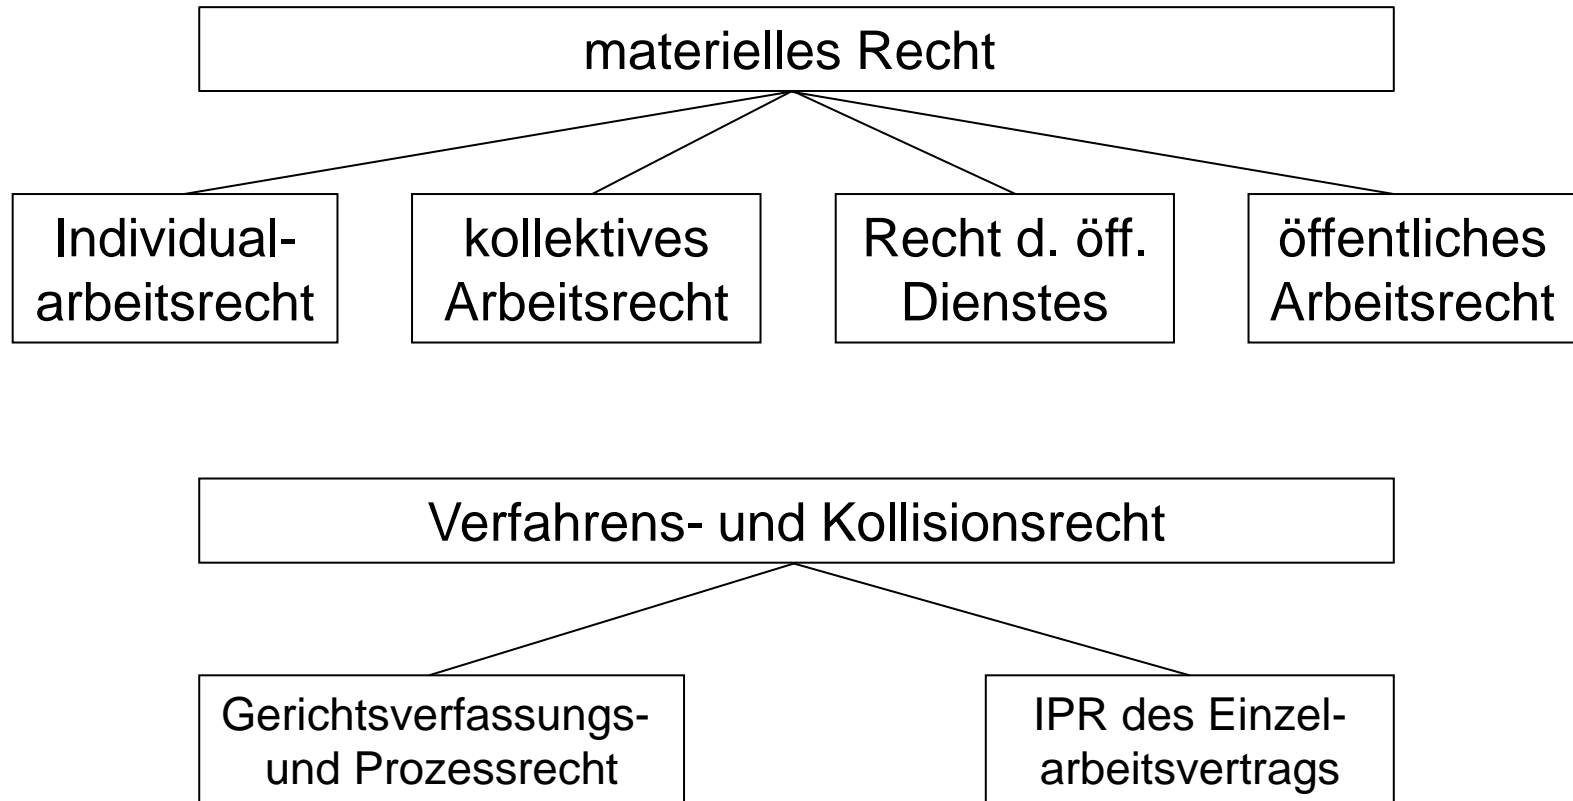 materielles Recht
Individual-
arbeitsrecht
kollektives
Arbeitsrecht
Recht d. öff.
Dienstes
öffentliches
Arbeitsrecht
Verfahrens- und Kollisionsrecht
Gerichtsverfassungs-
und Prozessrecht
IPR des Einzel-
arbeitsvertrags